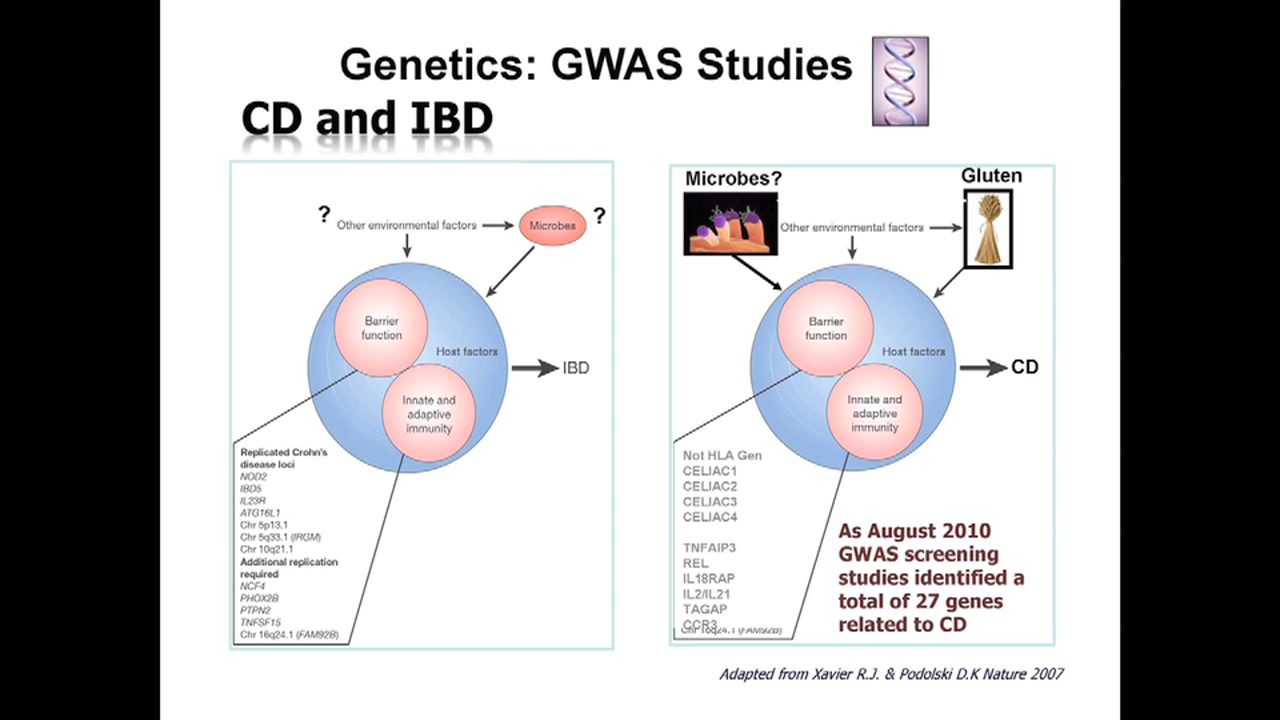 Genetics: GWAS Studies
CD and IBD
?
Other environmental factors
Microbes
?
Barrier
function
Host factors
IBD
Innate and
adaptive
immunity
Replicated Crohn's
disease loci
NOD2
IBD5
IL23R
ATG16L1
Chr 5p13.1
Chr 5q33.1 (IRGM)
Chr 10q21.1
Additional replication
required
NCF4
PHOX2B
PTPN2
TNFSF15
Chr 16q24.1 (FAM92B)
Microbes?
Gluten
Other environmental factors
Barrier
function
Host factors
CD
Innate and
adaptive
immunity
Not HLA Gen
CELIAC1
CELIAC2
CELIAC3
CELIAC4
TNFAIP3
REL
IL18RAP
IL2/IL21
TAGAP
CCR3
Chr 16q24.1 (FAM92B)
As August 2010
GWAS screening
studies identified a
total of 27 genes
related to CD
Adapted from Xavier R.J. & Podolski D.K Nature 2007